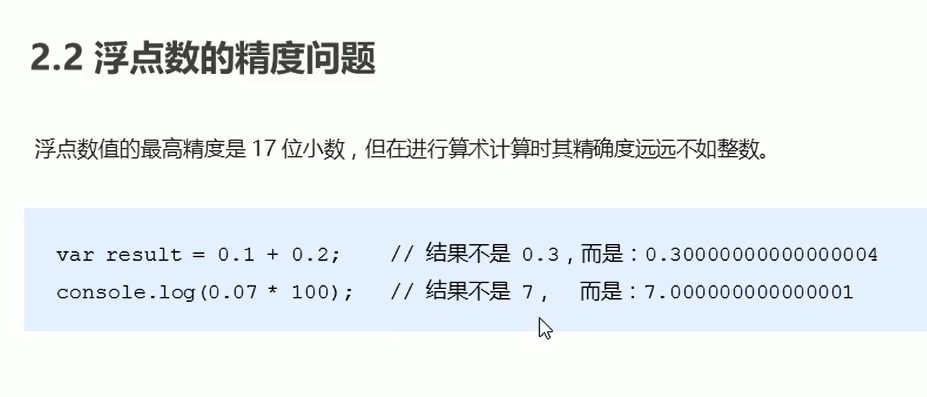 2.2 浮点数的精度问题
浮点数值的最高精度是 17 位小数，但在进行算术计算时其精确度远远不如整数。
var result = 0.1 + 0.2;    // 结果不是 0.3，而是：0.30000000000000004
console.log(0.07 * 100);   // 结果不是 7，  而是：7.000000000000001